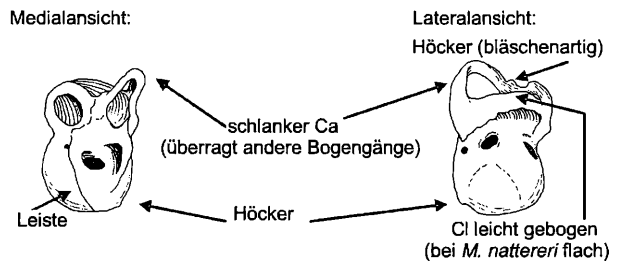 Medialansicht:
Lateralansicht:
Höcker (bläschenartig)
schlanker Ca
(überragt andere Bogengänge)
Leiste
Höcker
Cl leicht gebogen
(bei M. nattereri flach)